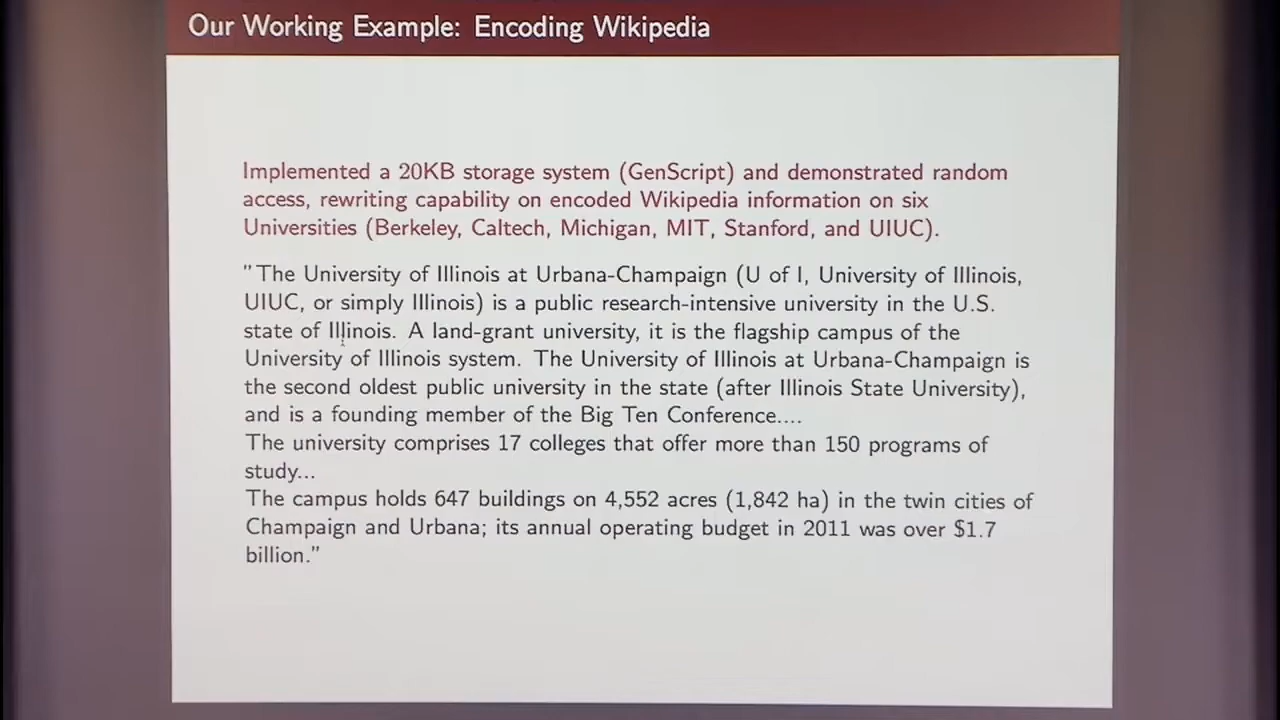 Our Working Example: Encoding Wikipedia
Implemented a 20KB storage system (GenScript) and demonstrated random
access, rewriting capability on encoded Wikipedia information on six
Universities (Berkeley, Caltech, Michigan, MIT, Stanford, and UIUC).
"The University of Illinois at Urbana-Champaign (U of I, University of Illinois,
UIUC, or simply Illinois) is a public research-intensive university in the U.S.
state of Illinois. A land-grant university, it is the flagship campus of the
University of Illinois system. The University of Illinois at Urbana-Champaign is
the second oldest public university in the state (after Illinois State University),
and is a founding member of the Big Ten Conference....
The university comprises 17 colleges that offer more than 150 programs of
study...
The campus holds 647 buildings on 4,552 acres (1,842 ha) in the twin cities of
Champaign and Urbana; its annual operating budget in 2011 was over $1.7
billion."